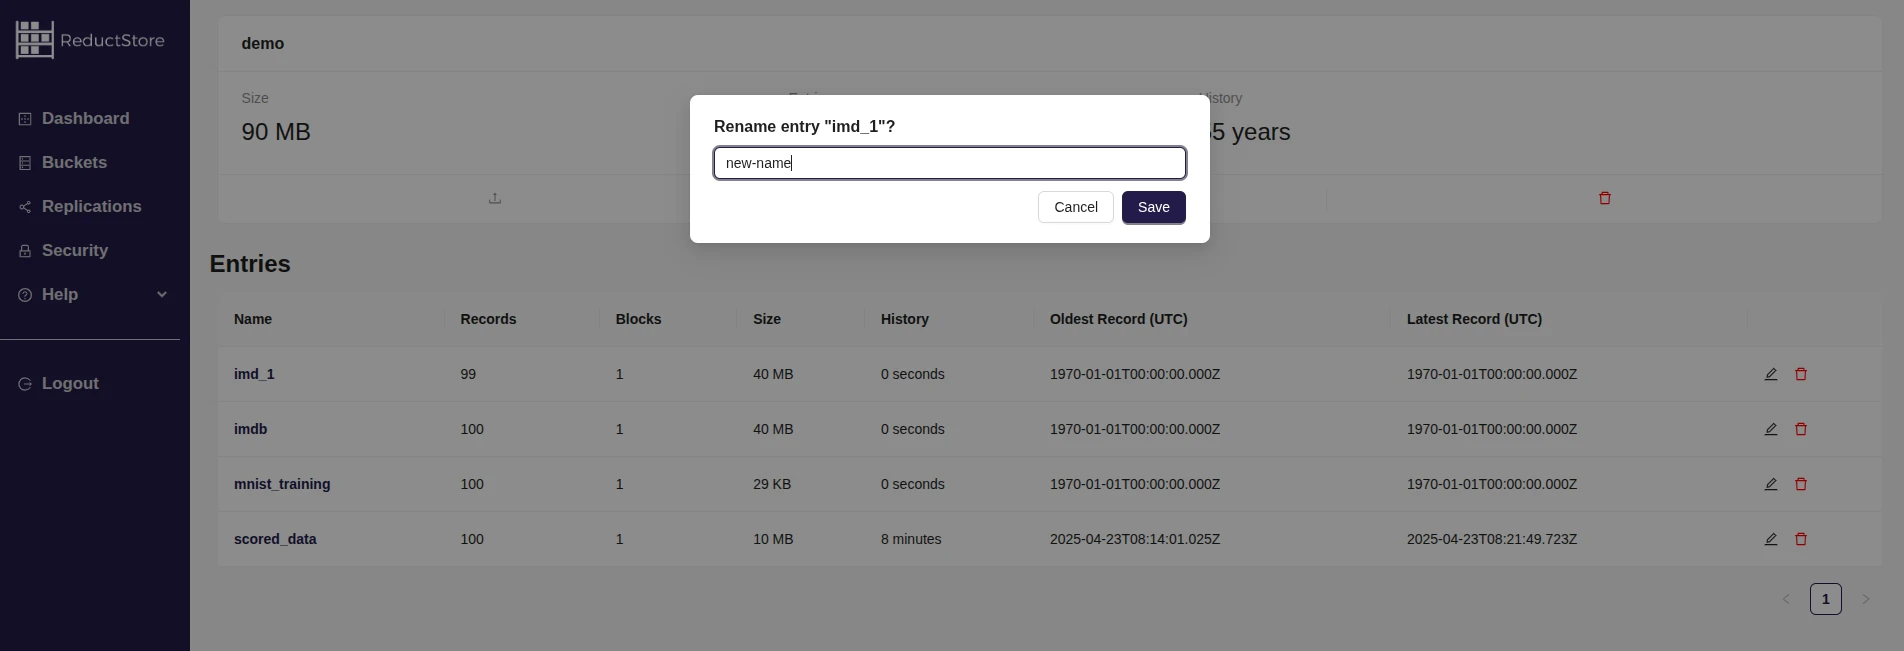 ReductStore
Dashboard
Buckets
Replications
Security
Help
Logout
demo
Size
90 MB
History
5 years
Rename entry "imd_1"?
new-name
Cancel
Save
Entries
Name Records Blocks Size History Oldest Record (UTC) Latest Record (UTC)
imd_1 99 1 40 MB 0 seconds 1970-01-01T00:00:00.000Z 1970-01-01T00:00:00.000Z
imdb 100 1 40 MB 0 seconds 1970-01-01T00:00:00.000Z 1970-01-01T00:00:00.000Z
mnist_training 100 1 29 KB 0 seconds 1970-01-01T00:00:00.000Z 1970-01-01T00:00:00.000Z
scored_data 100 1 10 MB 8 minutes 2025-04-23T08:14:01.025Z 2025-04-23T08:21:49.723Z
1